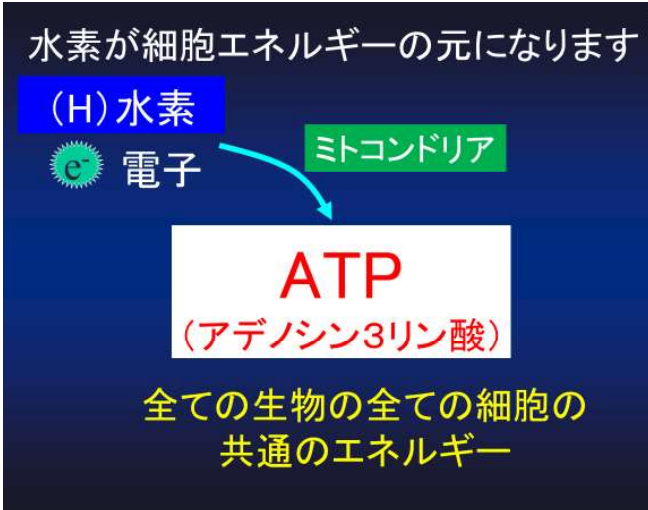 水素が細胞エネルギーの元になります
(H)水素
e⁻ 電子
ミトコンドリア
ATP
(アデノシン3リン酸)
全ての生物の全ての細胞の
共通のエネルギー